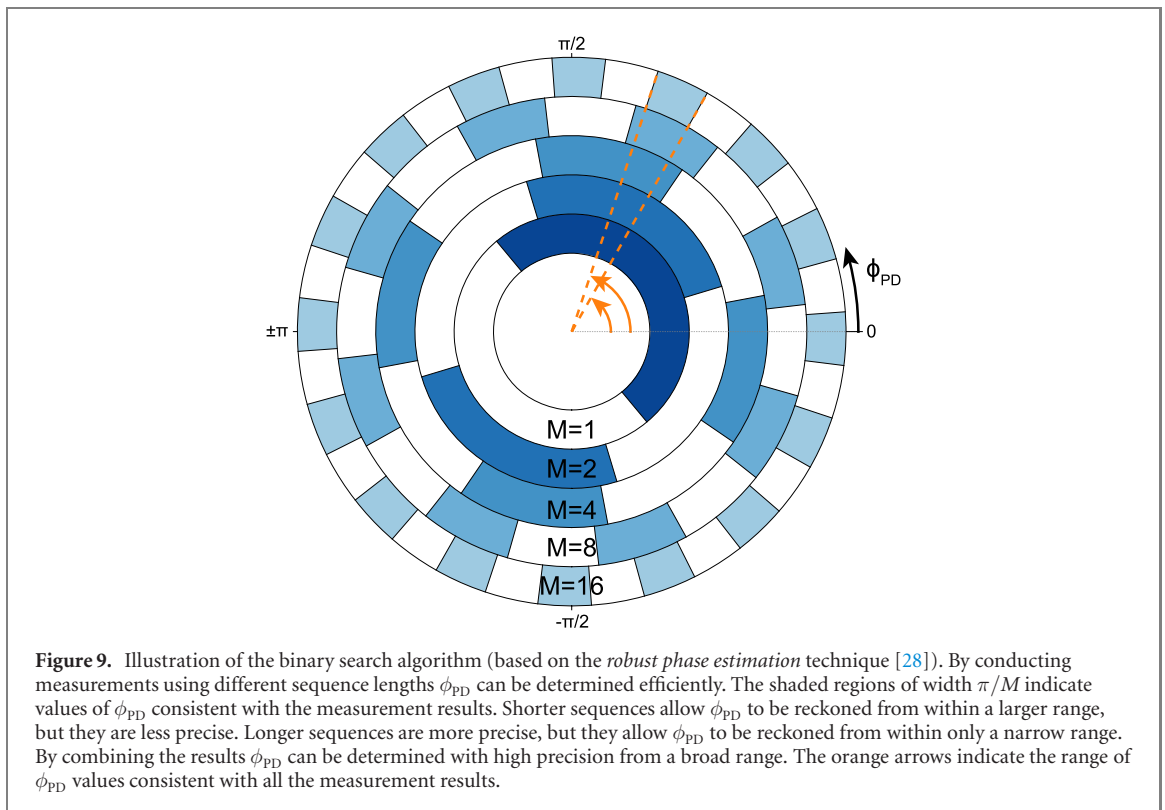 π/2
ϕPD
±π
0
M=1
M=2
M=4
M=8
M=16
-π/2
Figure 9. Illustration of the binary search algorithm (based on the robust phase estimation technique [28]). By conducting
measurements using different sequence lengths ϕPD can be determined efficiently. The shaded regions of width π/M indicate
values of ϕPD consistent with the measurement results. Shorter sequences allow ϕPD to be reckoned from within a larger range,
but they are less precise. Longer sequences are more precise, but they allow ϕPD to be reckoned from within only a narrow range.
By combining the results ϕPD can be determined with high precision from a broad range. The orange arrows indicate the range of
ϕPD values consistent with all the measurement results.